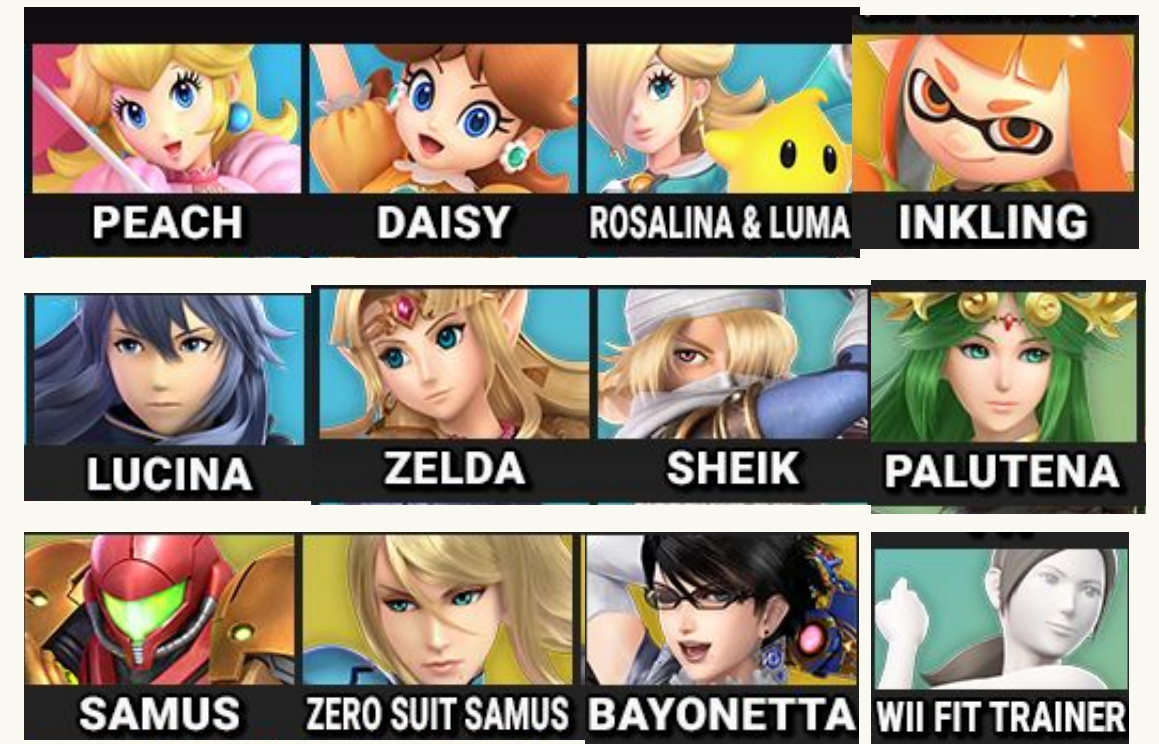 PEACH
DAISY
ROSALINA & LUMA
INKLING
LUCINA
ZELDA
SHEIK
PALUTENA
SAMUS
ZERO SUIT SAMUS
BAYONETTA
WII FIT TRAINER